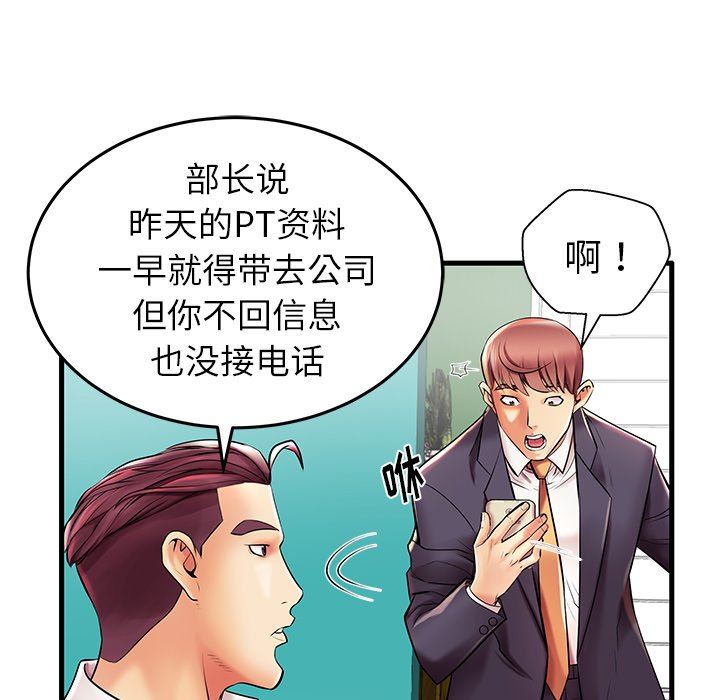 部长说
昨天的PT资料
一早就得带去公司
但你不回信息
也没接电话
啊！
咻